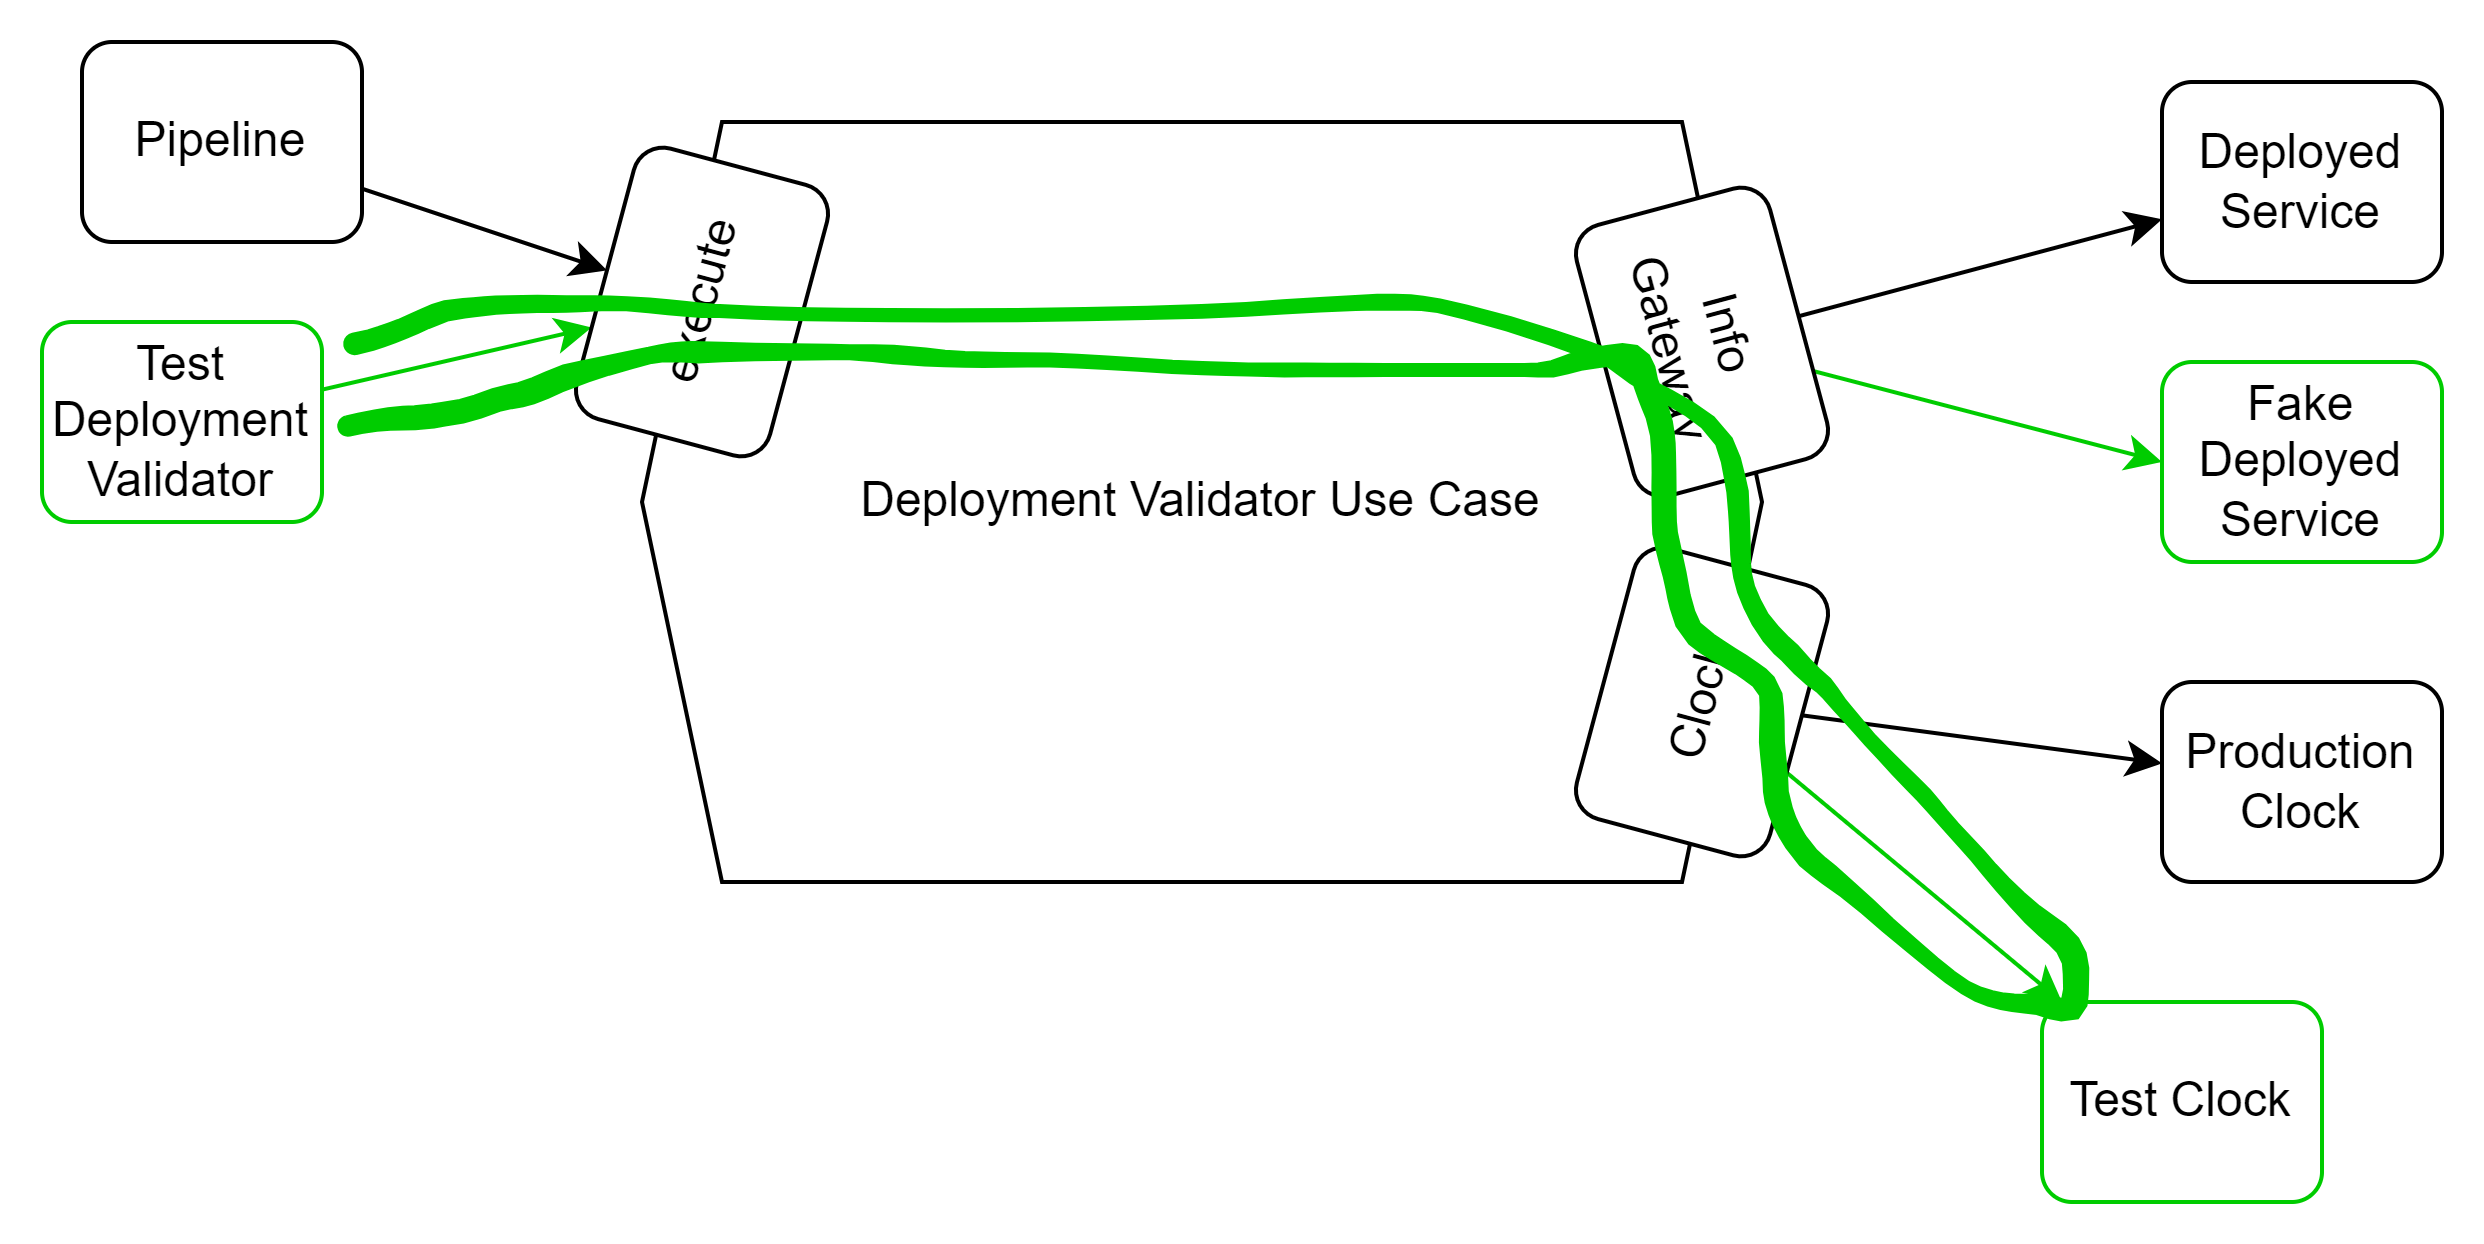 Pipeline
Test
Deployment
Validator
execute
Deployment Validator Use Case
Info
Gateway
Clock
Deployed
Service
Fake
Deployed
Service
Production
Clock
Test Clock